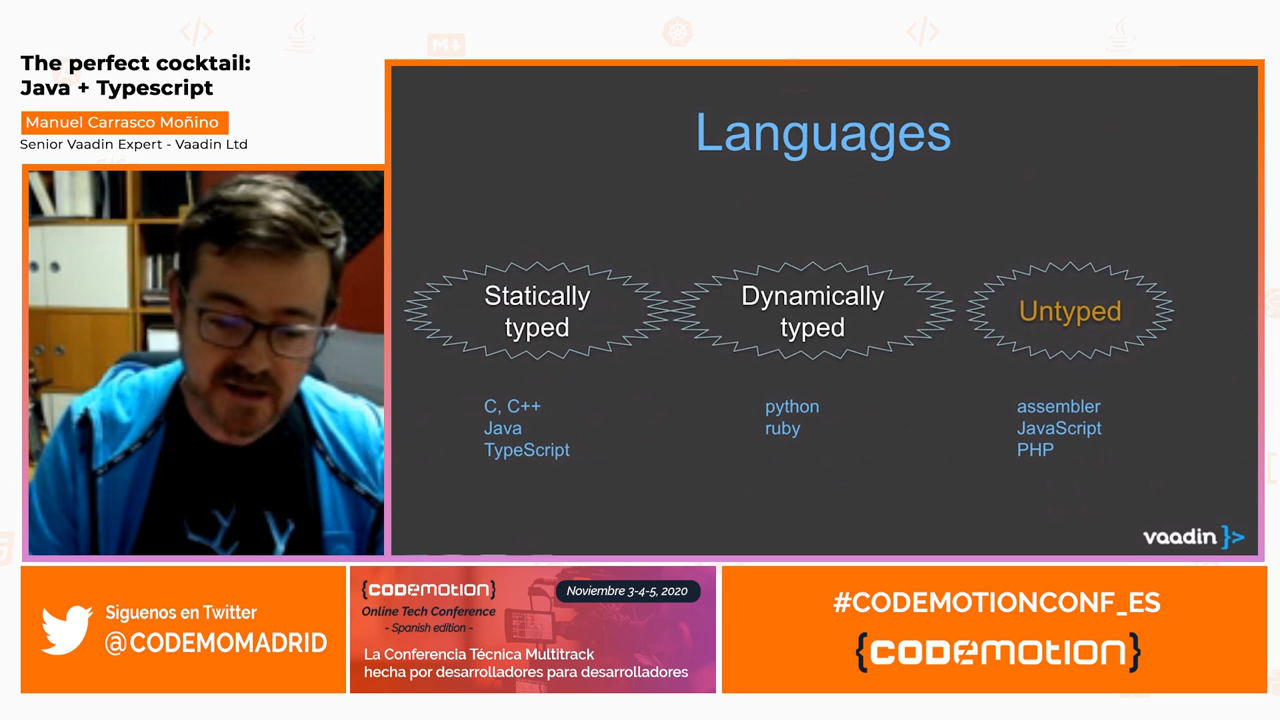 The perfect cocktail:
Java + Typescript
Manuel Carrasco Moñino
Senior Vaadin Expert - Vaadin Ltd
Languages
Statically
typed
Dynamically
typed
Untyped
C, C++
Java
TypeScript
python
ruby
assembler
JavaScript
PHP
vaadin }>
Siguenos en Twitter
@CODEMOMADRID
{CODEMOTION}
Noviembre 3-4-5, 2020
Online Tech Conference
- Spanish edition -
La Conferencia Técnica Multitrack
hecha por desarrolladores para desarrolladores
#CODEMOTIONCONF_ES
{CODEMOTION}